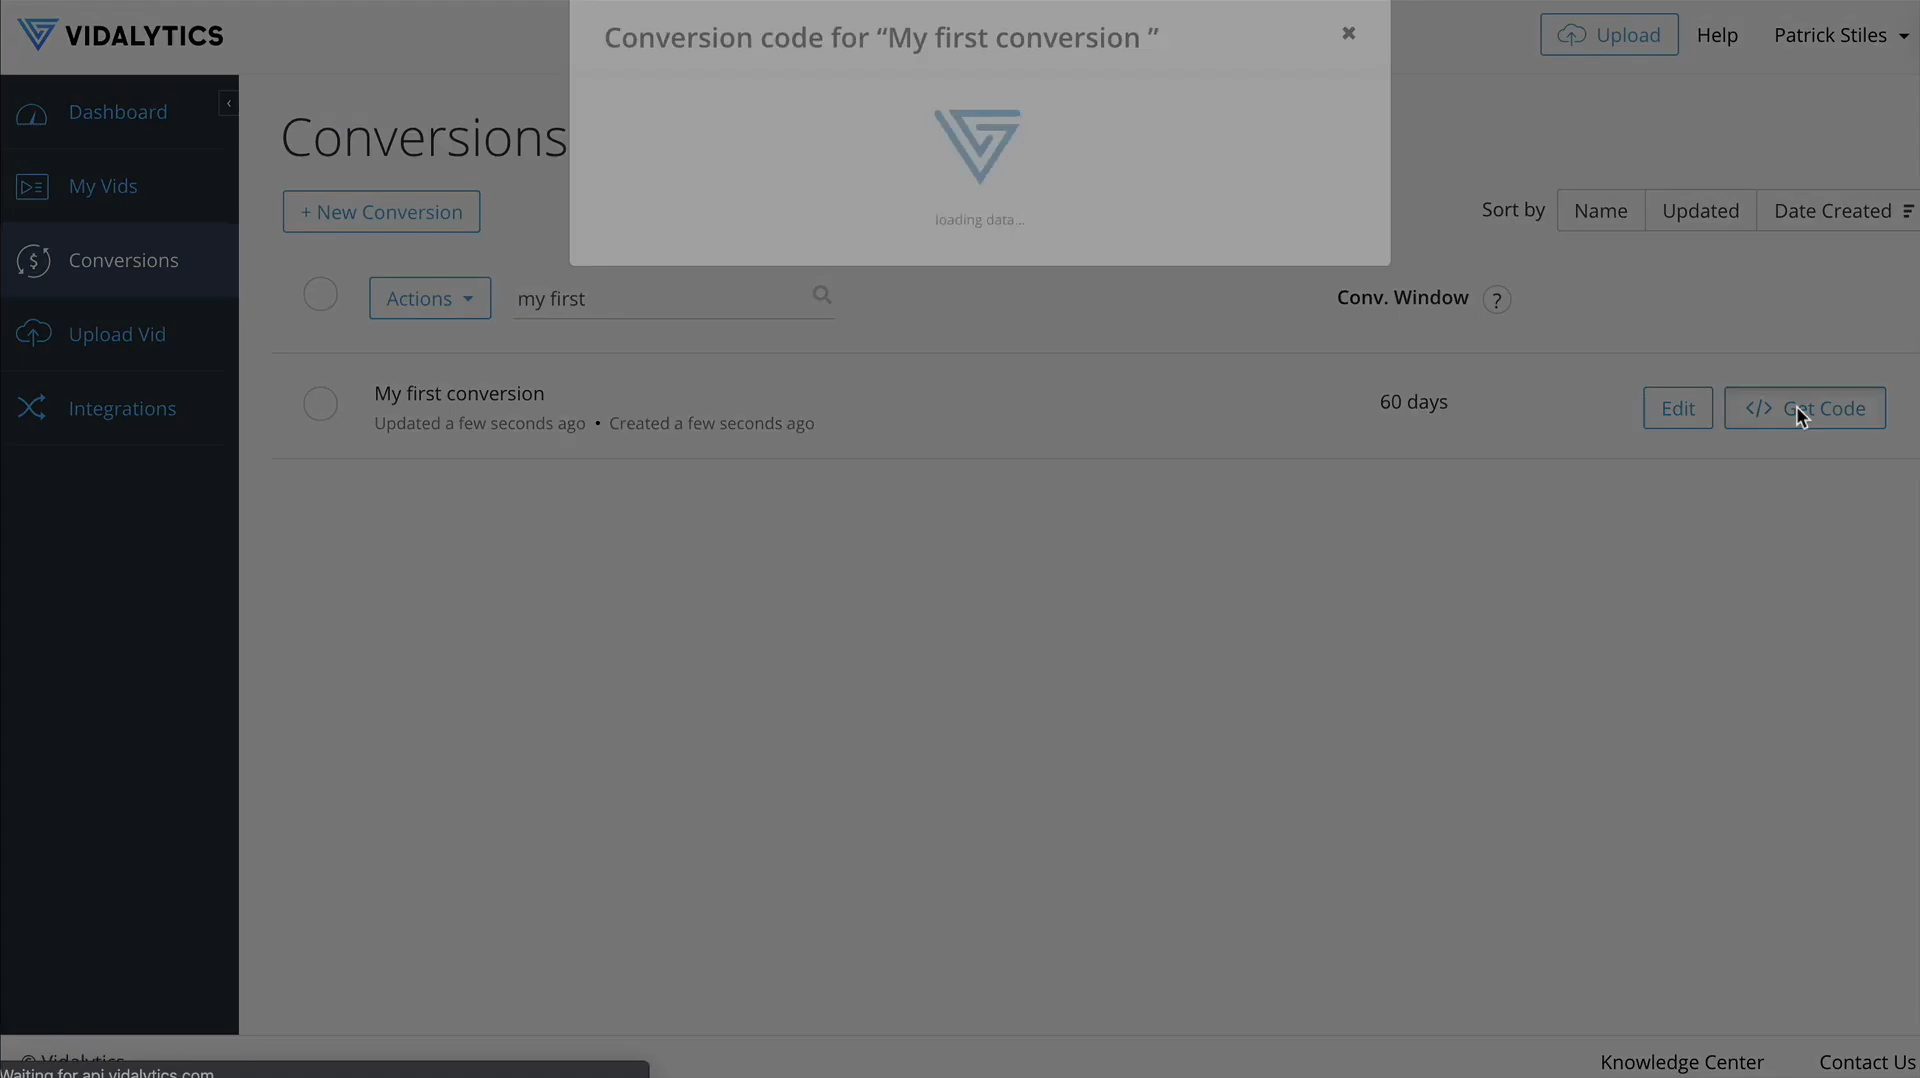 VIDALYTICS
Conversion code for “My first conversion ”
Upload
Help
Patrick Stiles
loading data...
Dashboard
My Vids
Conversions
Upload Vid
Integrations
Conversions
+ New Conversion
Sort by
Name
Updated
Date Created
Actions
my first
Conv. Window
?
My first conversion
Updated a few seconds ago • Created a few seconds ago
60 days
Edit
</> Get Code
© Vidalytics
Waiting for api.vidalytics.com
Knowledge Center
Contact Us